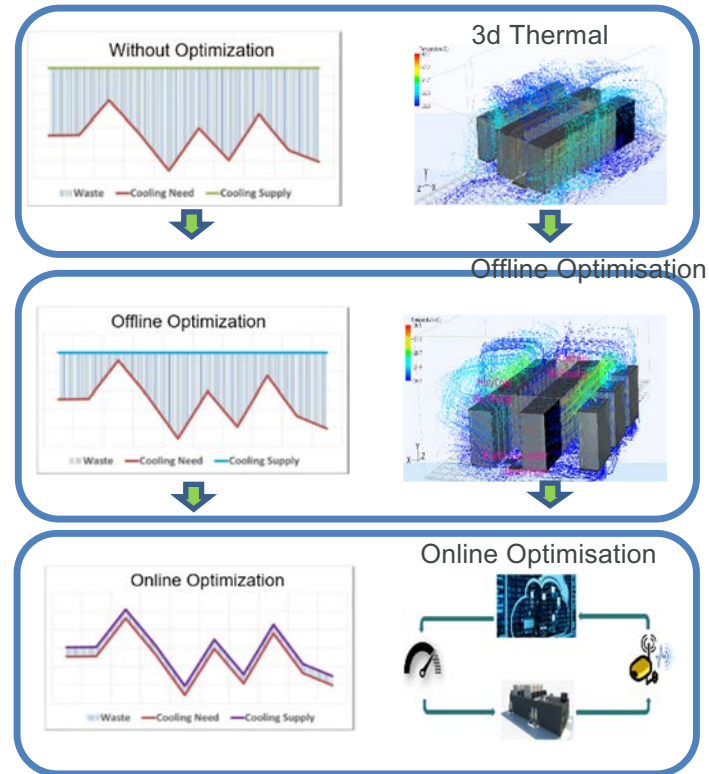 Without Optimization
Waste Cooling Need Cooling Supply
3d Thermal
Y
Z X
Offline Optimisation
Offline Optimization
Waste Cooling Need Cooling Supply
Y
X Z
Online Optimisation
Online Optimization
Waste Cooling Need Cooling Supply